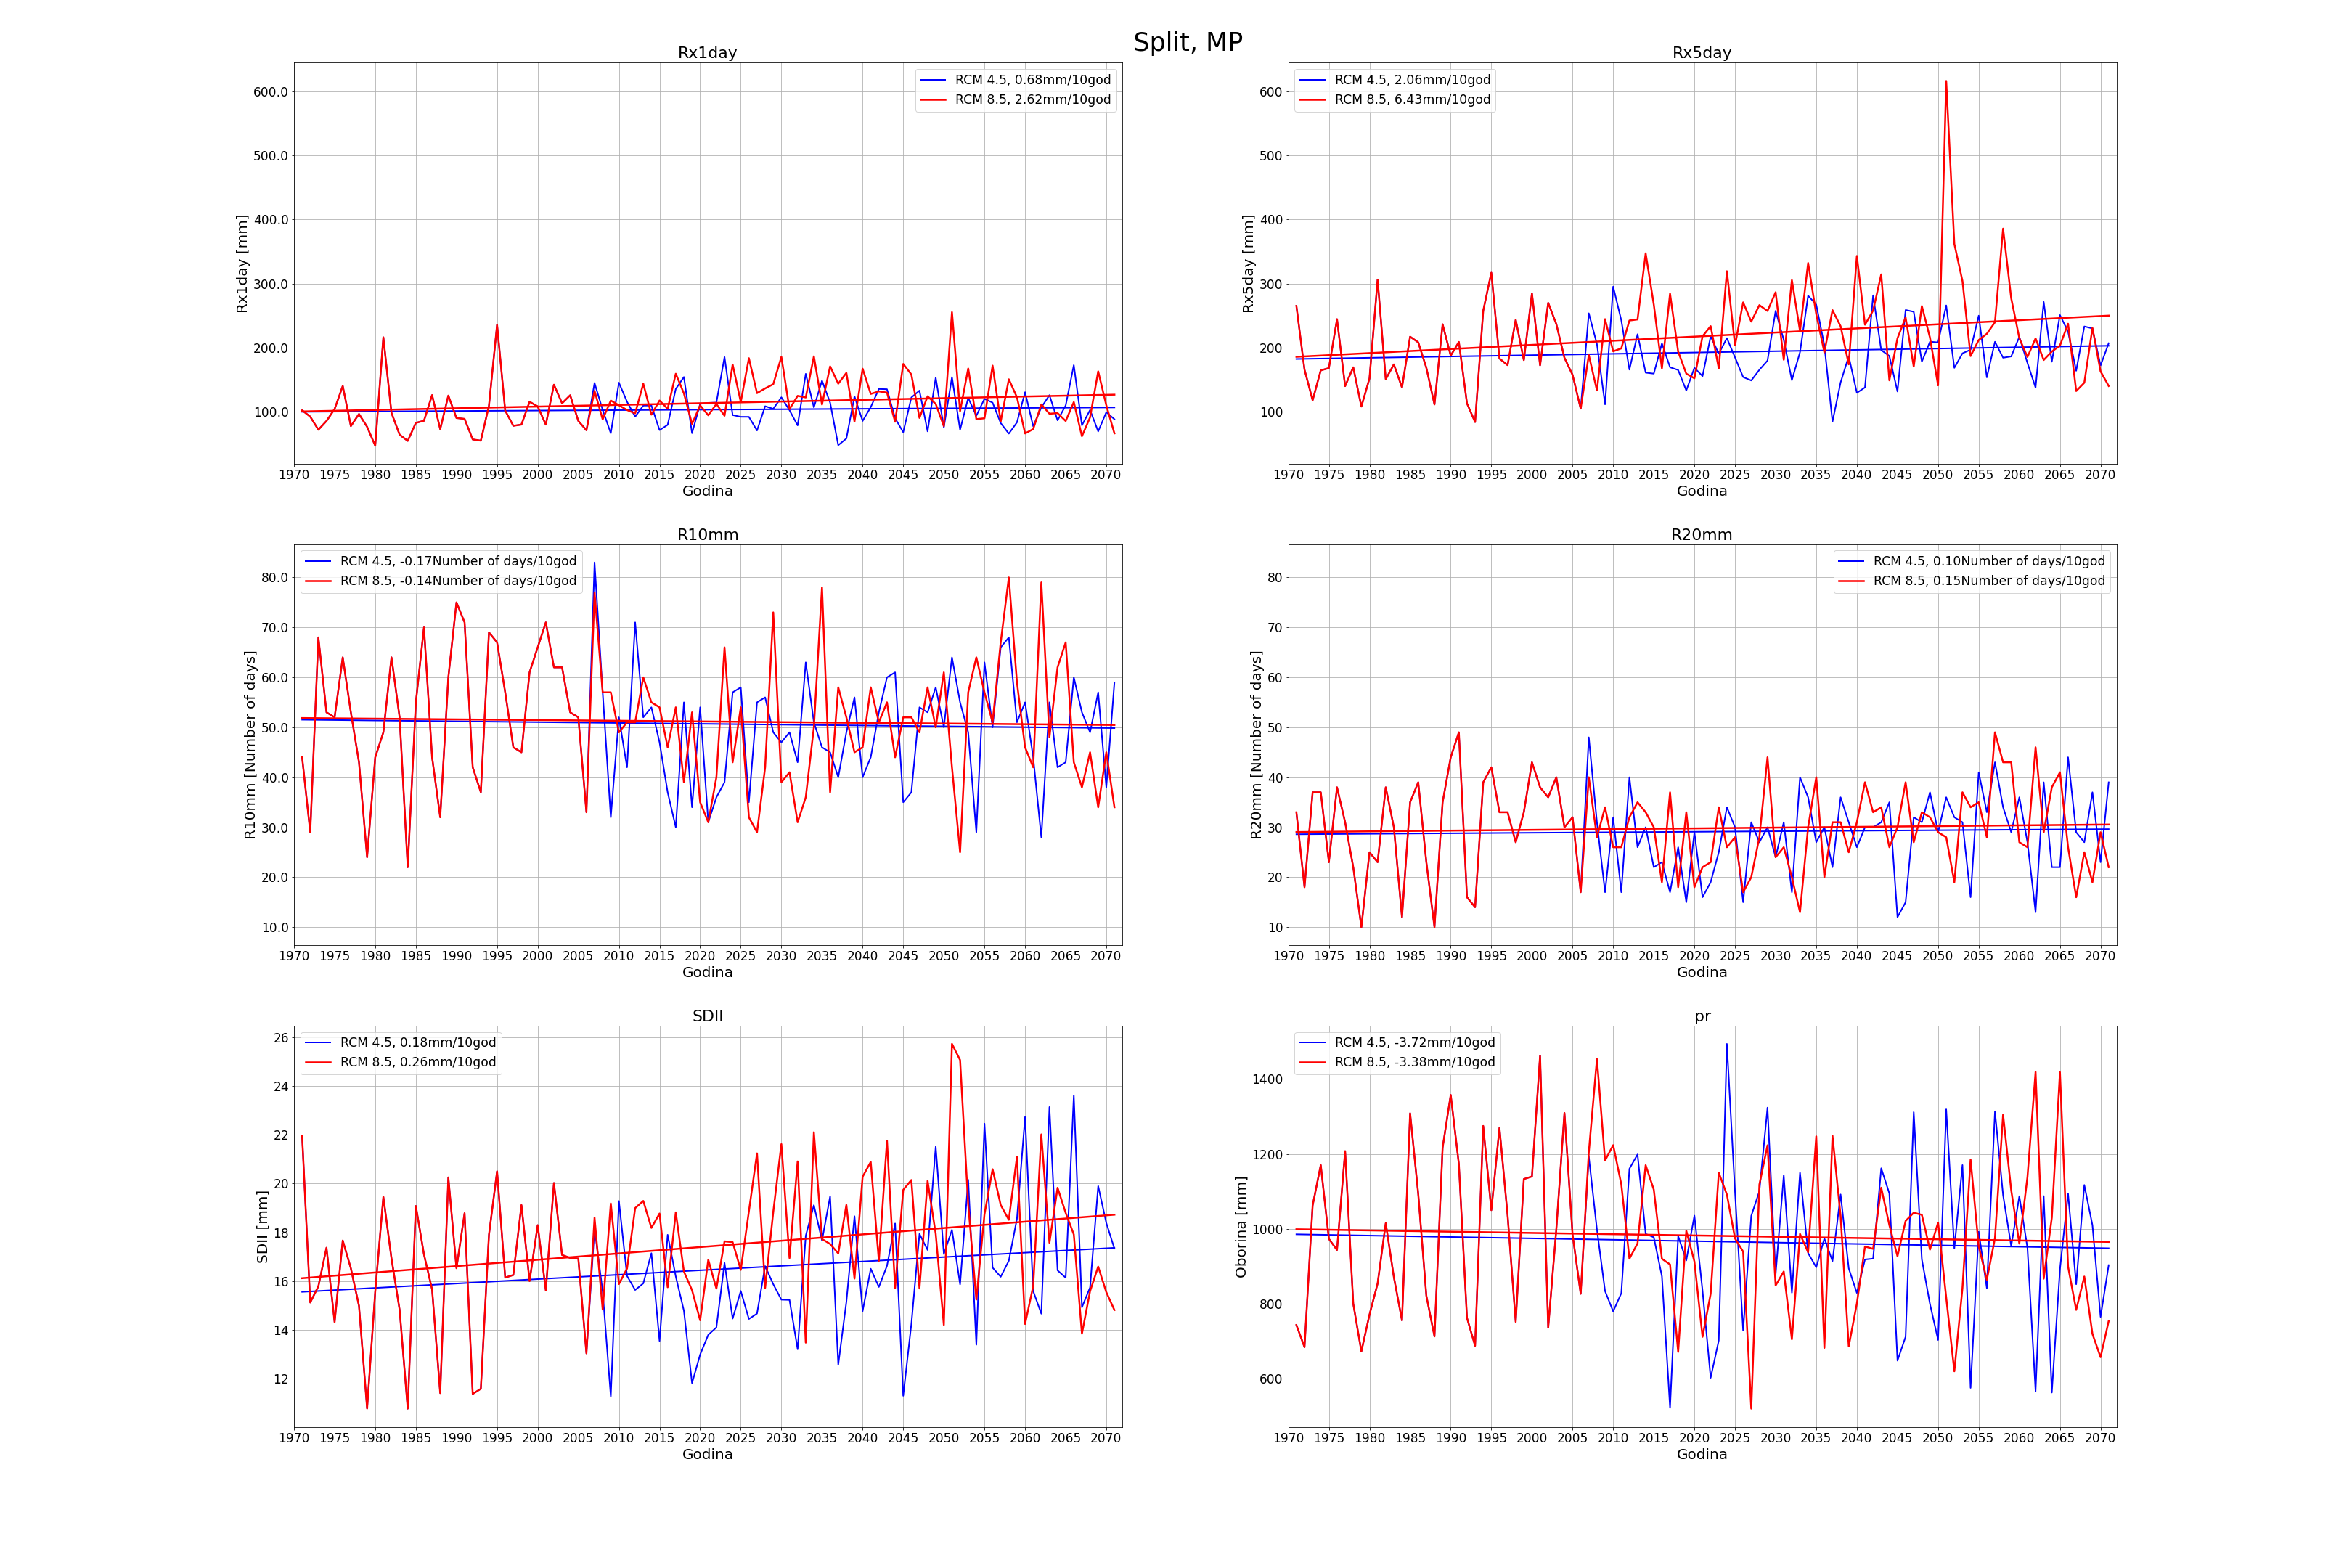 Split, MP
Rx1day
RCM 4.5, 0.68mm/10god
RCM 8.5, 2.62mm/10god
Rx1day [mm]
600.0
500.0
400.0
300.0
200.0
100.0
1970 1975 1980 1985 1990 1995 2000 2005 2010 2015 2020 2025 2030 2035 2040 2045 2050 2055 2060 2065 2070
Godina
Rx5day
RCM 4.5, 2.06mm/10god
RCM 8.5, 6.43mm/10god
Rx5day [mm]
600
500
400
300
200
100
1970 1975 1980 1985 1990 1995 2000 2005 2010 2015 2020 2025 2030 2035 2040 2045 2050 2055 2060 2065 2070
Godina
R10mm
RCM 4.5, -0.17Number of days/10god
RCM 8.5, -0.14Number of days/10god
R10mm [Number of days]
80.0
70.0
60.0
50.0
40.0
30.0
20.0
10.0
1970 1975 1980 1985 1990 1995 2000 2005 2010 2015 2020 2025 2030 2035 2040 2045 2050 2055 2060 2065 2070
Godina
R20mm
RCM 4.5, 0.10Number of days/10god
RCM 8.5, 0.15Number of days/10god
R20mm [Number of days]
80
70
60
50
40
30
20
10
1970 1975 1980 1985 1990 1995 2000 2005 2010 2015 2020 2025 2030 2035 2040 2045 2050 2055 2060 2065 2070
Godina
SDII
RCM 4.5, 0.18mm/10god
RCM 8.5, 0.26mm/10god
SDII [mm]
26
24
22
20
18
16
14
12
1970 1975 1980 1985 1990 1995 2000 2005 2010 2015 2020 2025 2030 2035 2040 2045 2050 2055 2060 2065 2070
Godina
pr
RCM 4.5, -3.72mm/10god
RCM 8.5, -3.38mm/10god
Oborina [mm]
1400
1200
1000
800
600
1970 1975 1980 1985 1990 1995 2000 2005 2010 2015 2020 2025 2030 2035 2040 2045 2050 2055 2060 2065 2070
Godina